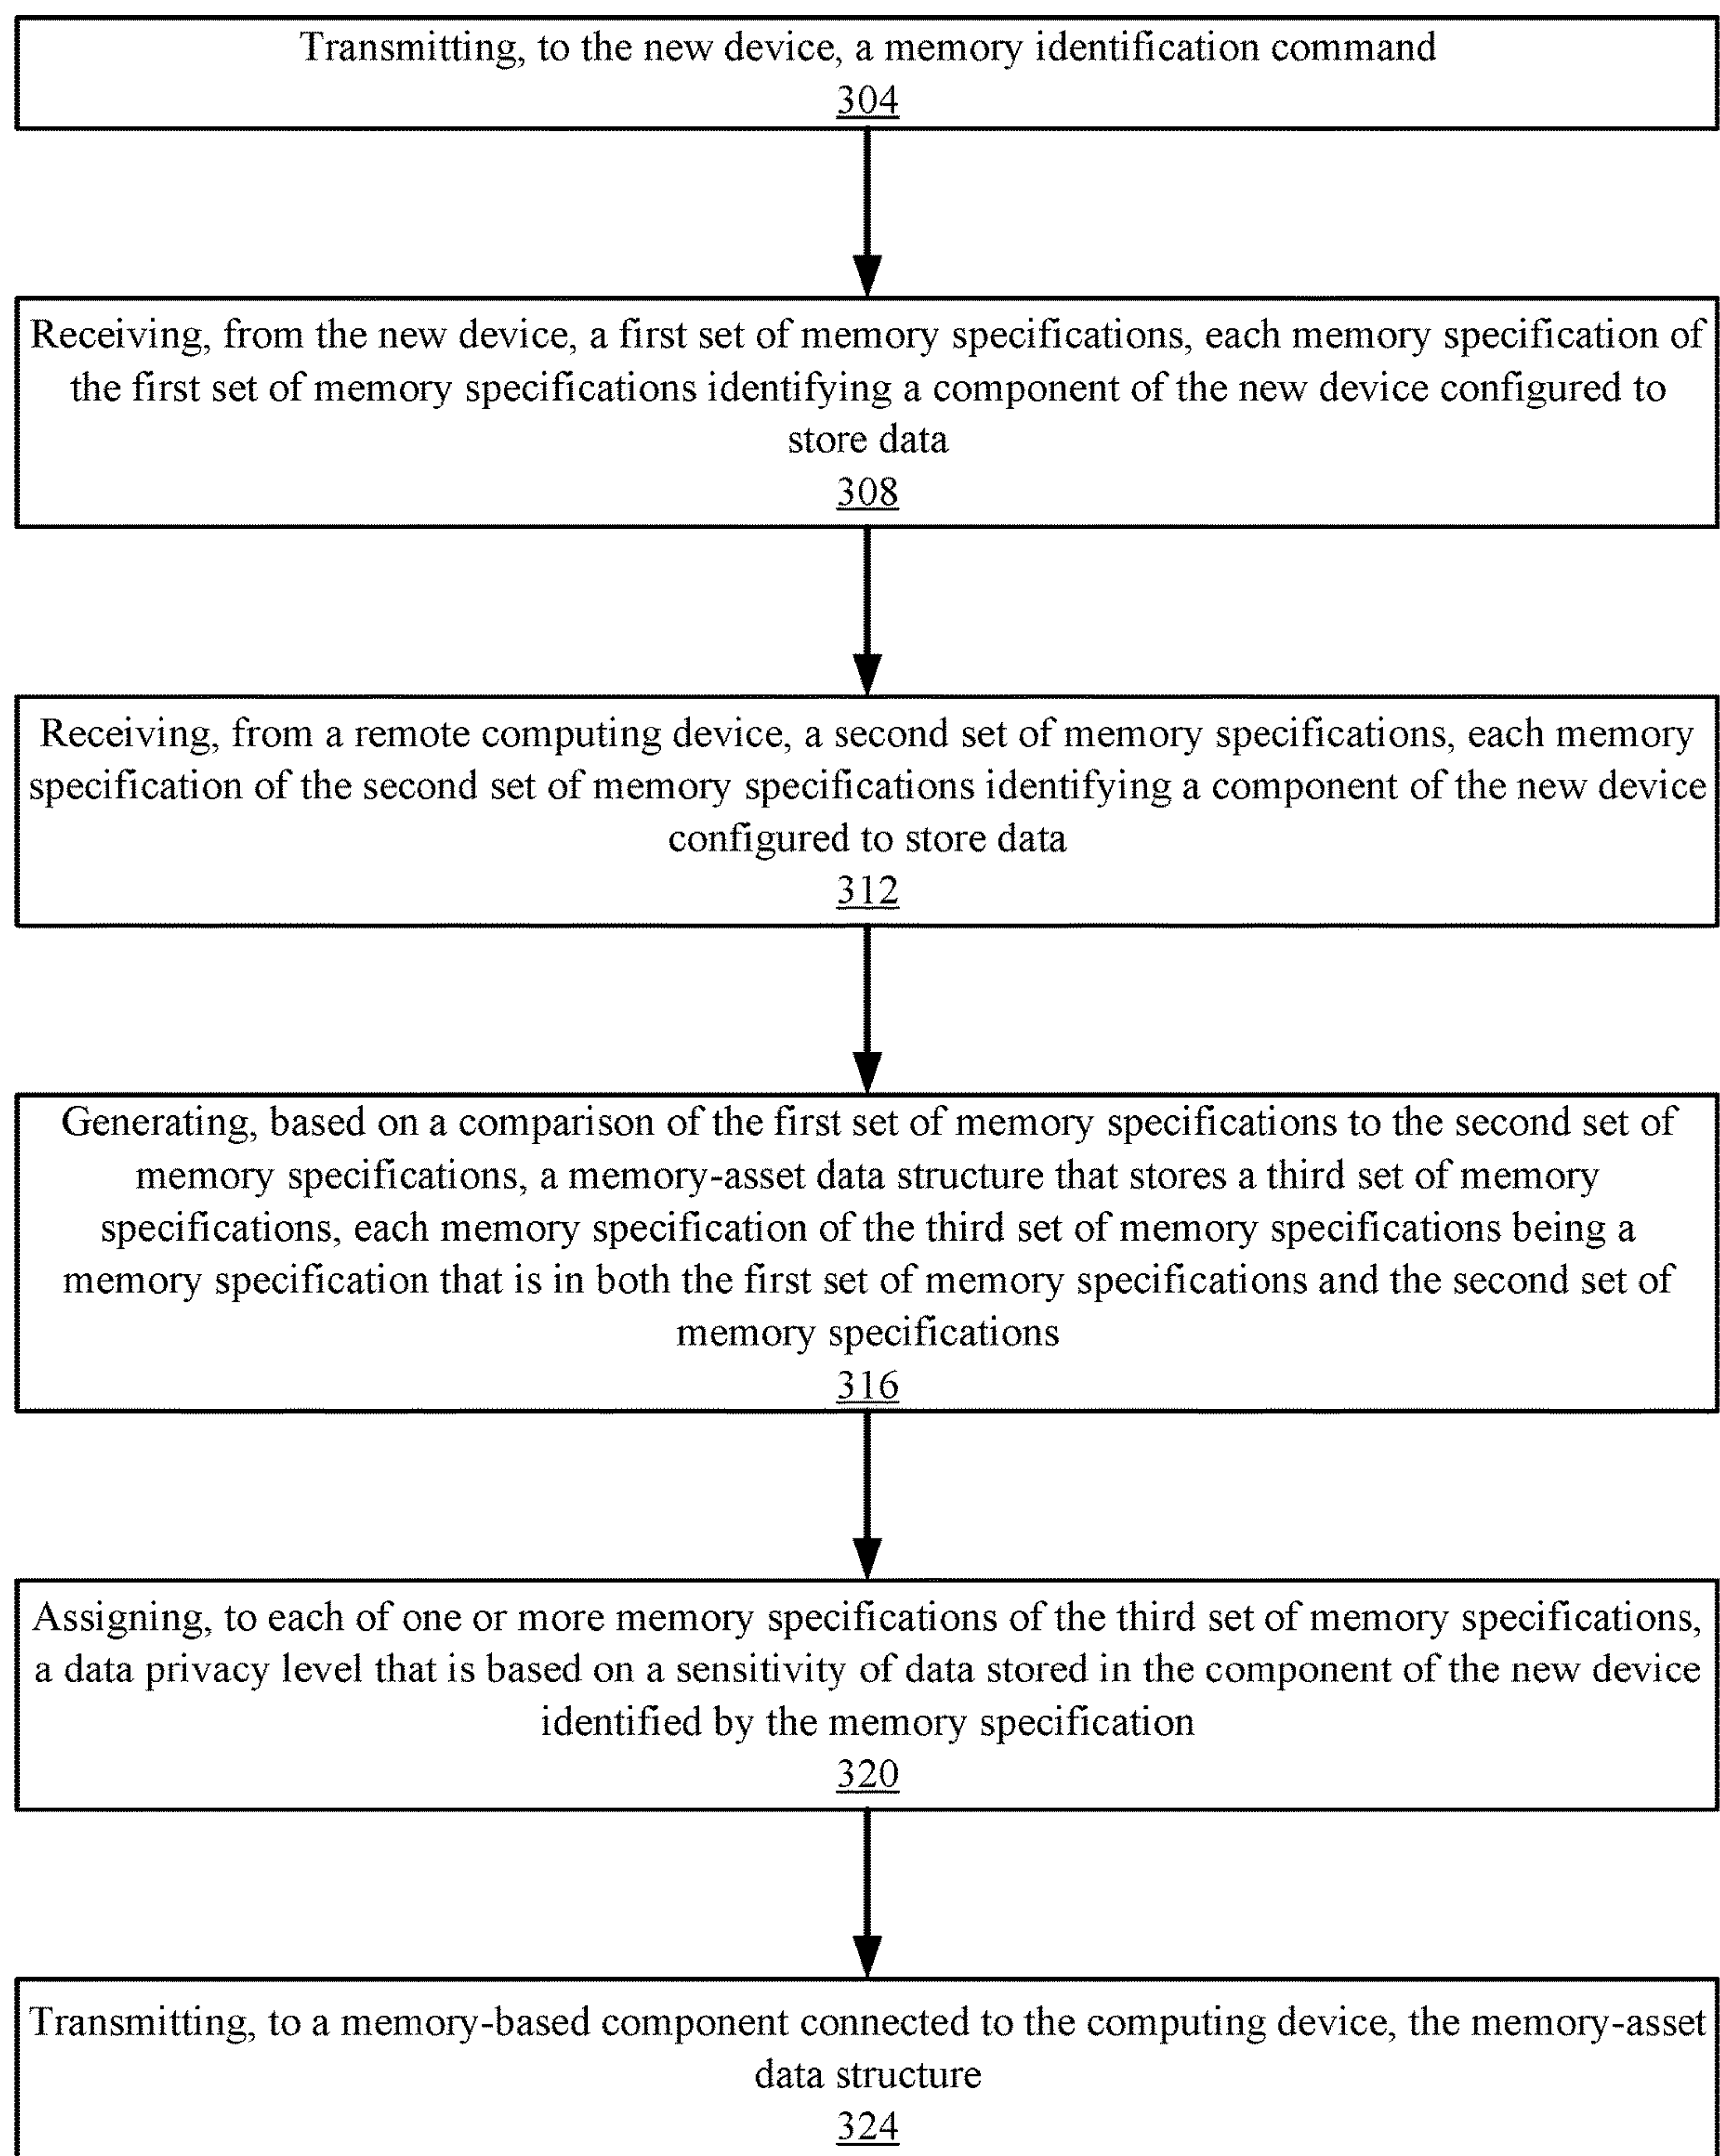 Transmitting, to the new device, a memory identification command
304
Receiving, from the new device, a first set of memory specifications, each memory specification of
the first set of memory specifications identifying a component of the new device configured to
store data
308
Receiving, from a remote computing device, a second set of memory specifications, each memory
specification of the second set of memory specifications identifying a component of the new device
configured to store data
312
Generating, based on a comparison of the first set of memory specifications to the second set of
memory specifications, a memory-asset data structure that stores a third set of memory
specifications, each memory specification of the third set of memory specifications being a
memory specification that is in both the first set of memory specifications and the second set of
memory specifications
316
Assigning, to each of one or more memory specifications of the third set of memory specifications,
a data privacy level that is based on a sensitivity of data stored in the component of the new device
identified by the memory specification
320
Transmitting, to a memory-based component connected to the computing device, the memory-asset
data structure
324